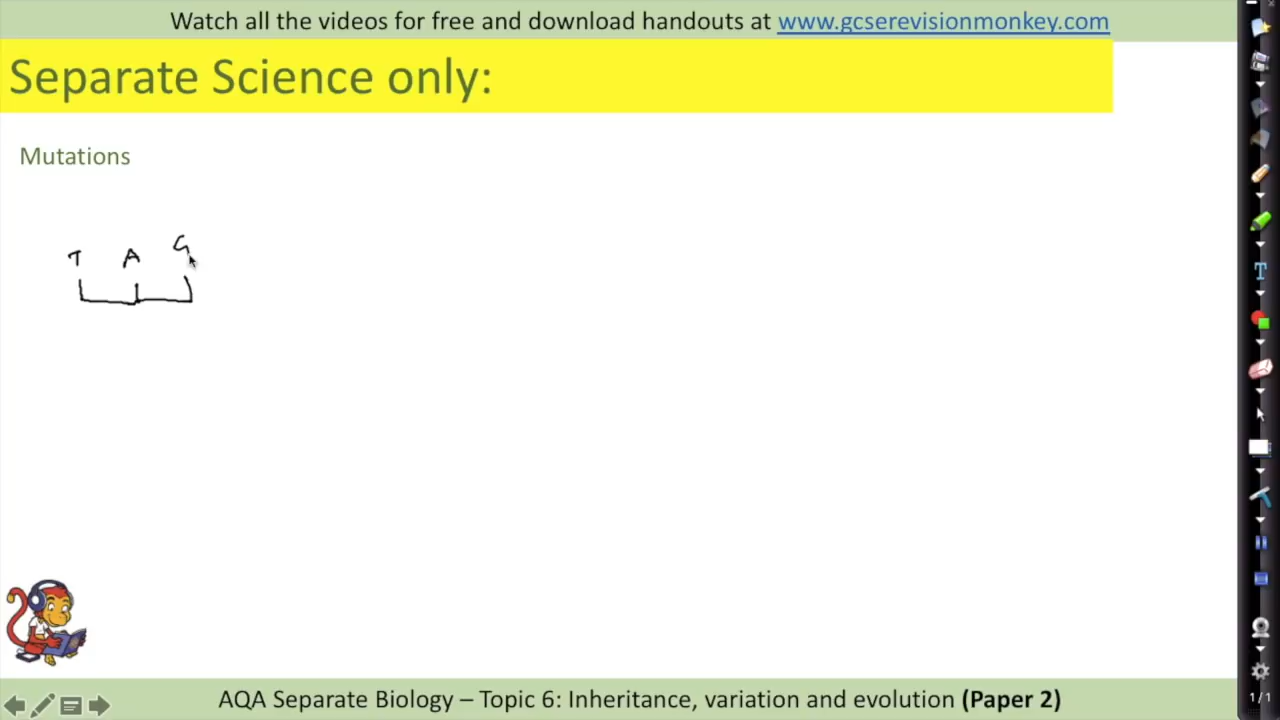 Watch all the videos for free and download handouts at www.gcserevisionmonkey.com
Separate Science only:
Mutations
T A G
AQA Separate Biology – Topic 6: Inheritance, variation and evolution (Paper 2)
T
1/1